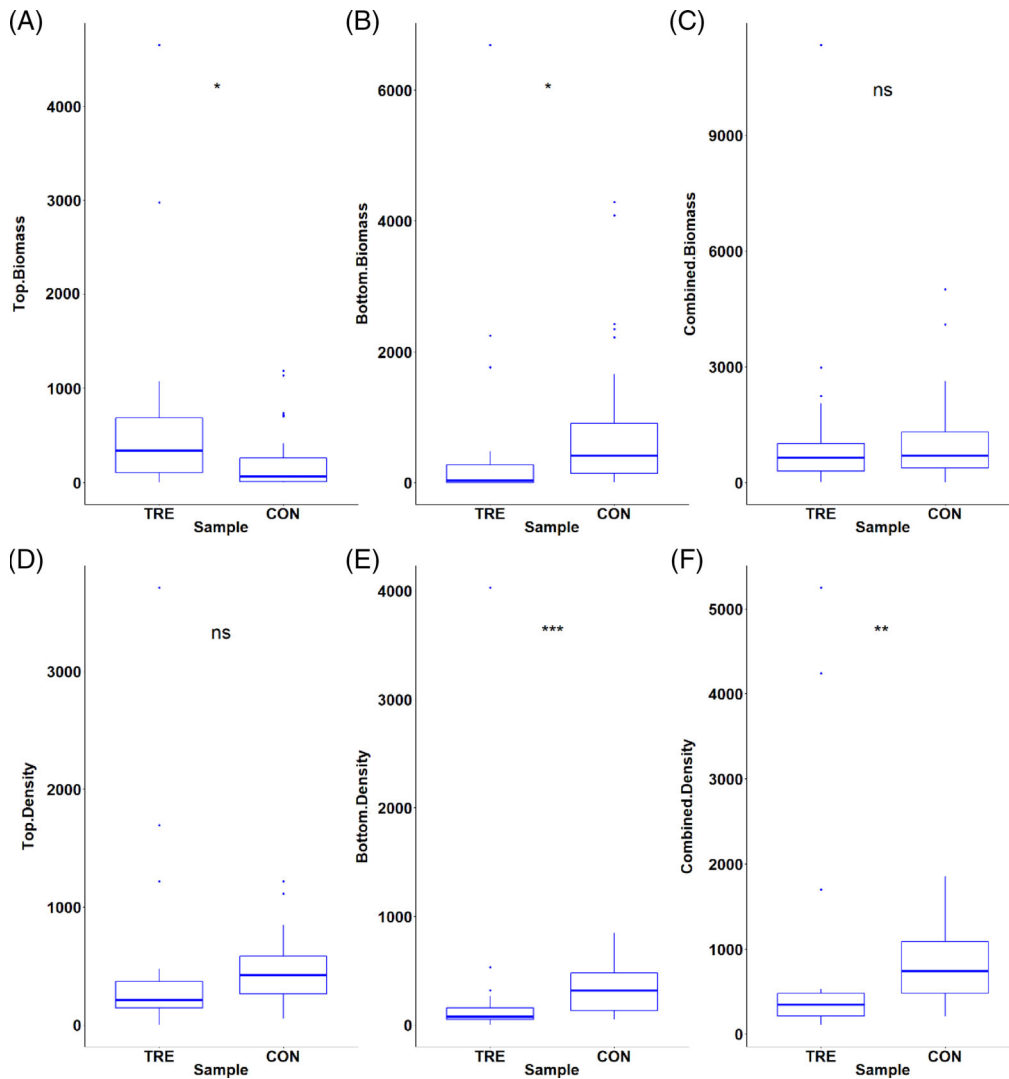 (A)
Top.Biomass
4000
3000
2000
1000
0
*
TRE CON
Sample
(B)
Bottom.Biomass
6000
4000
2000
0
*
TRE CON
Sample
(C)
Combined.Biomass
9000
6000
3000
0
ns
TRE CON
Sample
(D)
Top.Density
3000
2000
1000
0
ns
TRE CON
Sample
(E)
Bottom.Density
4000
3000
2000
1000
0
***
TRE CON
Sample
(F)
Combined.Density
5000
4000
3000
2000
1000
0
**
TRE CON
Sample